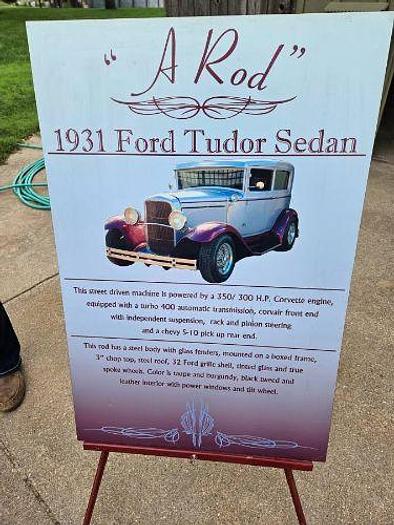 "A Rod"
1931 Ford Tudor Sedan
This street driven machine is powered by a 350/ 300 H.P. Corvette engine,
equipped with a turbo 400 automatic transmission, corvair front end
with independent suspension, rack and pinion steering
and a chevy S-10 pick up rear end.
This rod has a steel body with glass fenders, mounted on a boxed frame,
3" chop top, steel roof, 32 Ford grille shell, tinted glass and true
spoke wheels. Color is taupe and burgundy, black tweed and
leather interior with power windows and tilt wheel.